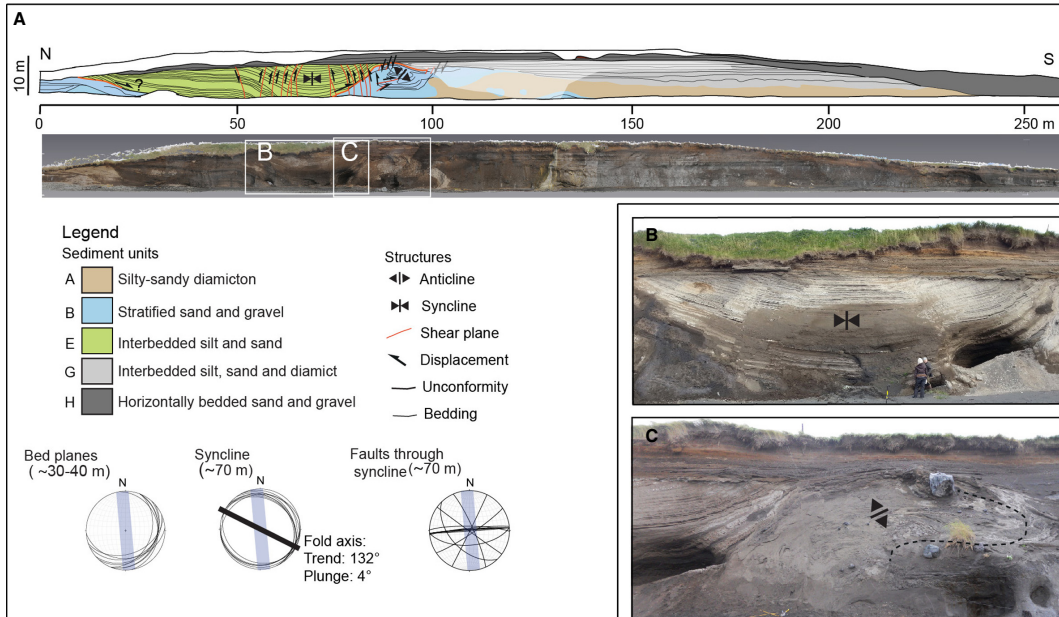 A
N
S
10 m
?
0
50
100
150
200
250 m
B
C
Legend
Sediment units
A Silty-sandy diamicton
B Stratified sand and gravel
E Interbedded silt and sand
G Interbedded silt, sand and diamict
H Horizontally bedded sand and gravel
Structures
Anticline
Syncline
Shear plane
Displacement
Unconformity
Bedding
Bed planes
( ~30-40 m)
N
Syncline
(~70 m)
N
Fold axis:
Trend: 132°
Plunge: 4°
Faults through
syncline (~70 m)
N
B
C